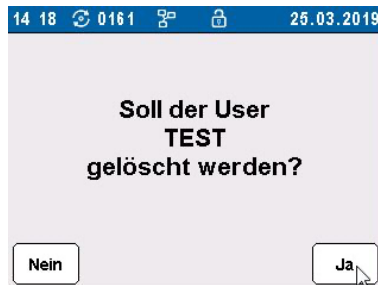 14 18 0161 25.03.2019
Soll der User
TEST
gelöscht werden?
Nein Ja